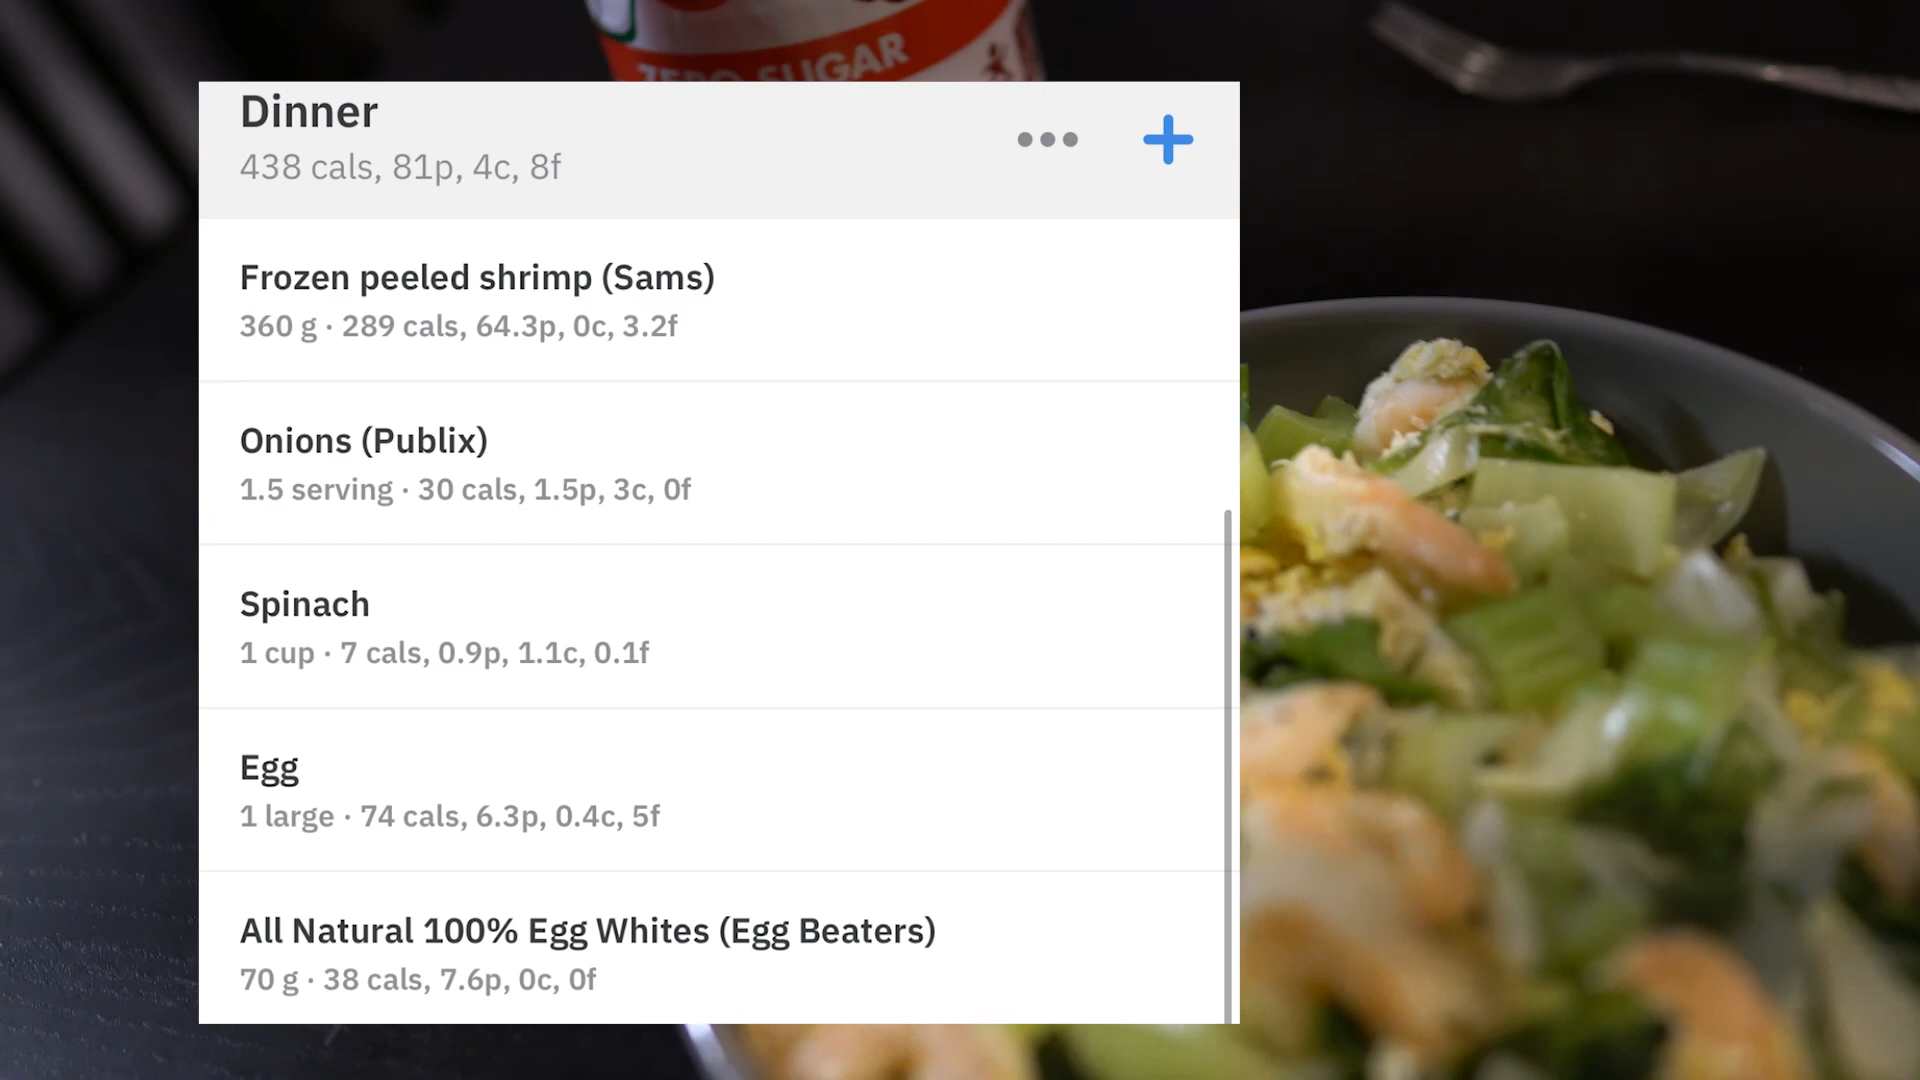 ZERO SUGAR
Dinner
438 cals, 81p, 4c, 8f
Frozen peeled shrimp (Sams)
360 g · 289 cals, 64.3p, 0c, 3.2f
Onions (Publix)
1.5 serving · 30 cals, 1.5p, 3c, 0f
Spinach
1 cup · 7 cals, 0.9p, 1.1c, 0.1f
Egg
1 large · 74 cals, 6.3p, 0.4c, 5f
All Natural 100% Egg Whites (Egg Beaters)
70 g · 38 cals, 7.6p, 0c, 0f